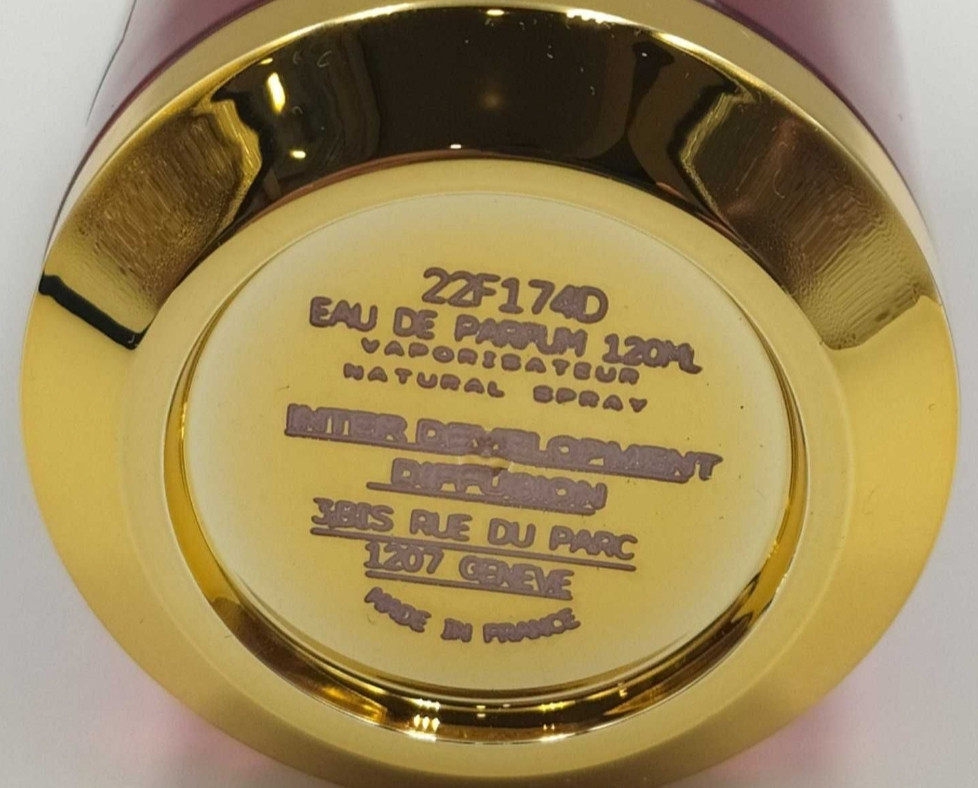 22F174D
EAU DE PARFUM 120ML
VAPORISATEUR
NATURAL SPRAY
INTER DEVELOPMENT
DIFFUSION
3BIS RUE DU PARC
1207 GENEVE
MADE IN FRANCE